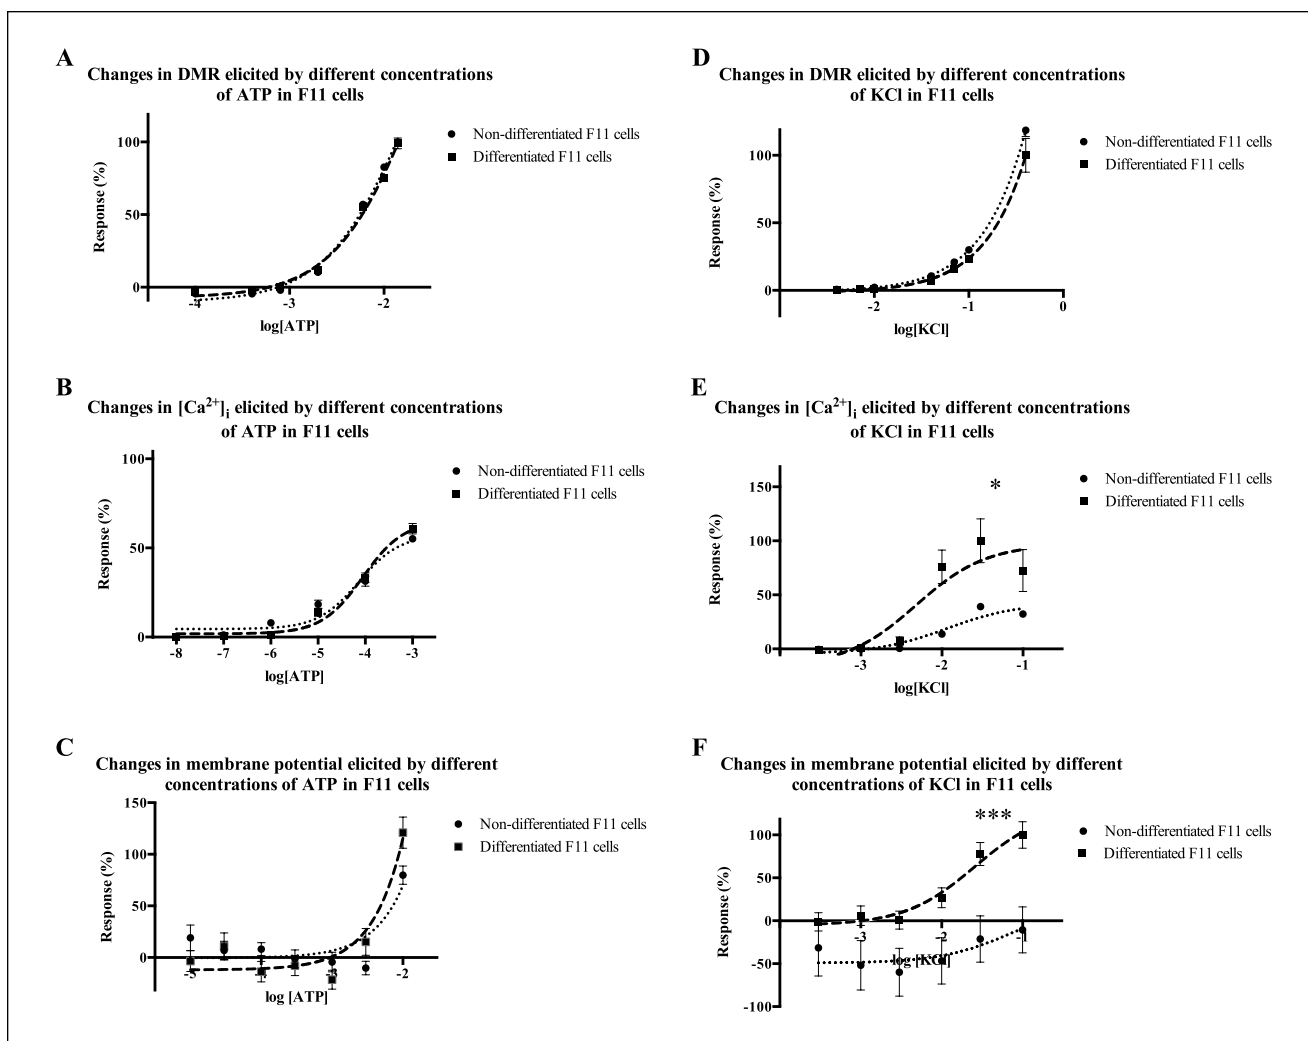 A
Changes in DMR elicited by different concentrations
of ATP in F11 cells
Non-differentiated F11 cells
Differentiated F11 cells
Response (%)
100
50
0
-4
-3
-2
log[ATP]
B
Changes in [Ca2+]i elicited by different concentrations
of ATP in F11 cells
Non-differentiated F11 cells
Differentiated F11 cells
Response (%)
100
50
0
-8
-7
-6
-5
-4
-3
log[ATP]
C
Changes in membrane potential elicited by different
concentrations of ATP in F11 cells
Non-differentiated F11 cells
Differentiated F11 cells
Response (%)
150
100
50
0
-5
-4
-3
-2
log [ATP]
D
Changes in DMR elicited by different concentrations
of KCl in F11 cells
Non-differentiated F11 cells
Differentiated F11 cells
Response (%)
100
50
0
-2
-1
0
log[KCl]
E
Changes in [Ca2+]i elicited by different concentrations
of KCl in F11 cells
Non-differentiated F11 cells
Differentiated F11 cells
*
Response (%)
150
100
50
0
-3
-2
-1
log[KCl]
F
Changes in membrane potential elicited by different
concentrations of KCl in F11 cells
Non-differentiated F11 cells
Differentiated F11 cells
***
Response (%)
100
50
0
-50
-100
-3
-2
-1
log [KCl]